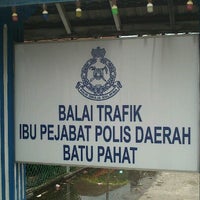 BALAI TRAFIK
IBU PEJABAT POLIS DAERAH
BATU PAHAT